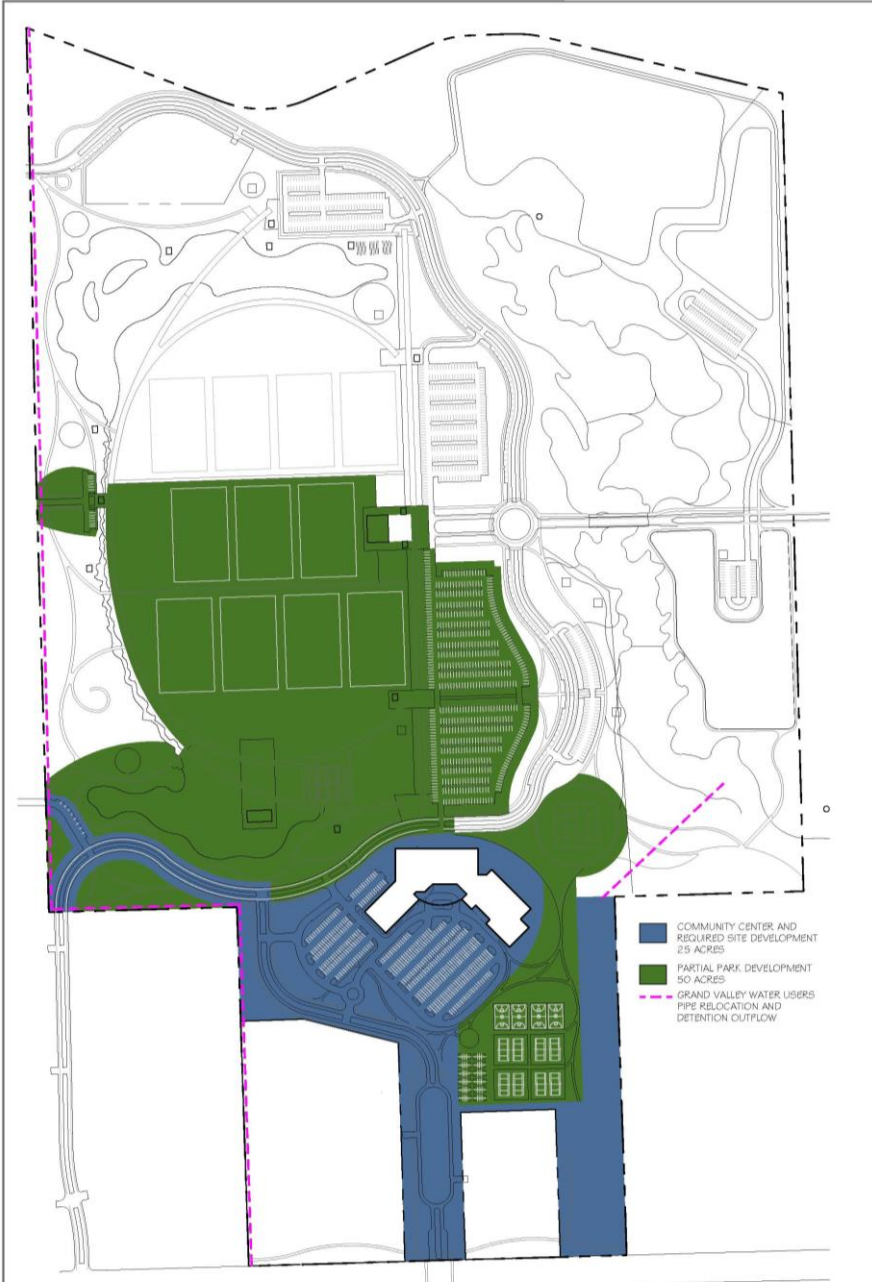 COMMUNITY CENTER AND
REQUIRED SITE DEVELOPMENT
25 ACRES
PARTIAL PARK DEVELOPMENT
50 ACRES
GRAND VALLEY WATER USERS
PIPE RELOCATION AND
DETENTION OUTFLOW